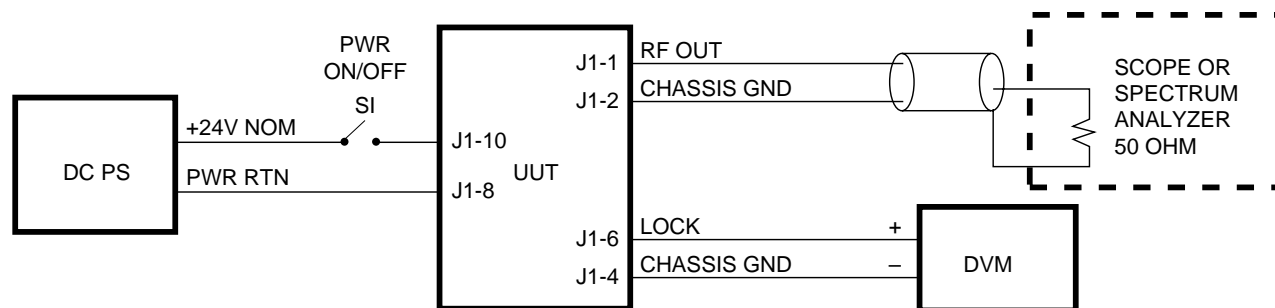 PWR
ON/OFF
SI
+24V NOM
PWR RTN
DC PS
J1-10
J1-8
UUT
J1-1
J1-2
J1-6
J1-4
RF OUT
CHASSIS GND
LOCK
CHASSIS GND
+
–
DVM
SCOPE OR
SPECTRUM
ANALYZER
50 OHM